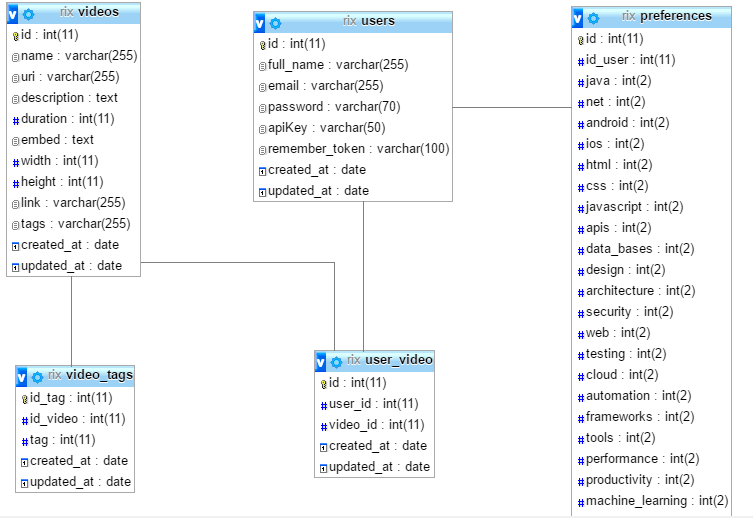 rix videos
id : int(11)
name : varchar(255)
uri : varchar(255)
description : text
duration : int(11)
embed : text
width : int(11)
height : int(11)
link : varchar(255)
tags : varchar(255)
created_at : date
updated_at : date
rix users
id : int(11)
full_name : varchar(255)
email : varchar(255)
password : varchar(70)
apiKey : varchar(50)
remember_token : varchar(100)
created_at : date
updated_at : date
rix preferences
id : int(11)
id_user : int(11)
java : int(2)
net : int(2)
android : int(2)
ios : int(2)
html : int(2)
css : int(2)
javascript : int(2)
apis : int(2)
data_bases : int(2)
design : int(2)
architecture : int(2)
security : int(2)
web : int(2)
testing : int(2)
cloud : int(2)
automation : int(2)
frameworks : int(2)
tools : int(2)
performance : int(2)
productivity : int(2)
machine_learning : int(2)
rix video_tags
id_tag : int(11)
id_video : int(11)
tag : int(11)
created_at : date
updated_at : date
rix user_video
id : int(11)
user_id : int(11)
video_id : int(11)
created_at : date
updated_at : date